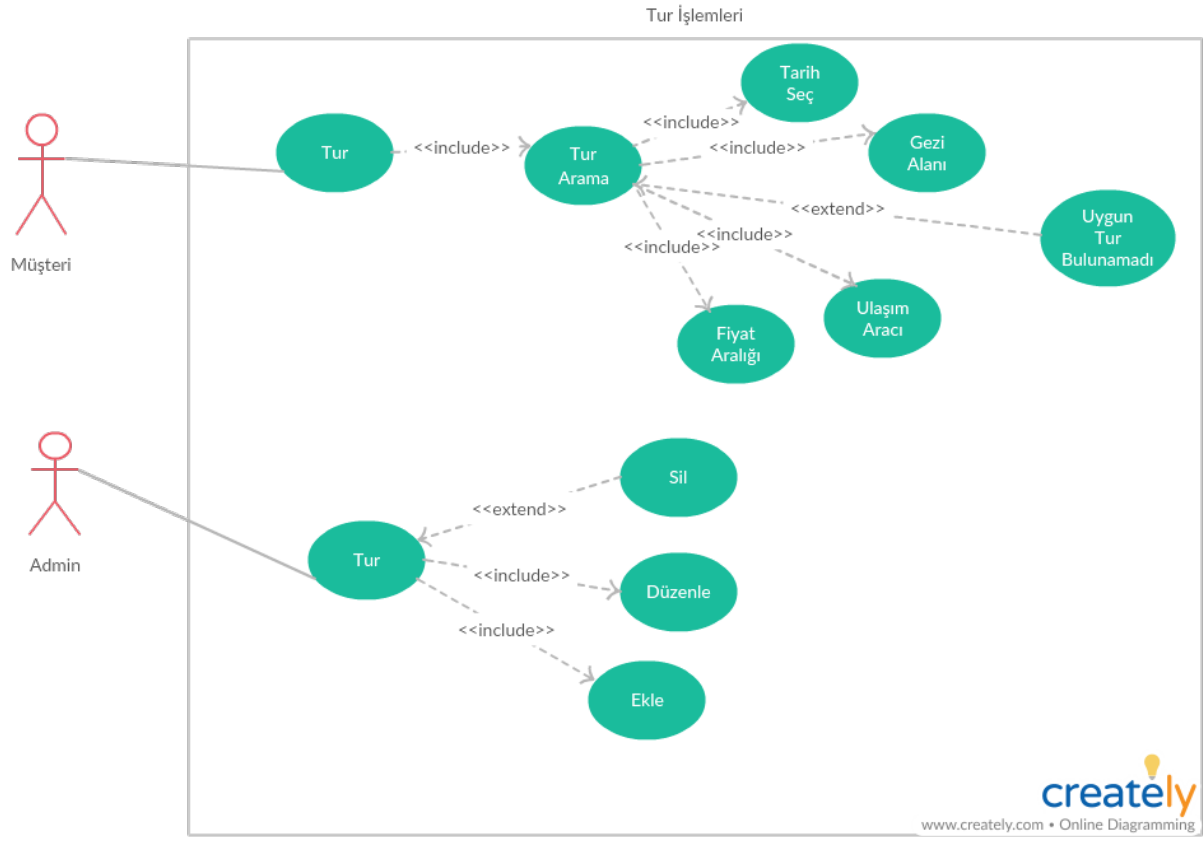 Tur İşlemleri
Tarih
Seç
<<include>>
Tur
<<include>>
Tur
Arama
<<include>>
Gezi
Alanı
<<extend>>
Uygun
Tur
Bulunamadı
<<include>>
<<include>>
Müşteri
Ulaşım
Aracı
Fiyat
Aralığı
Sil
<<extend>>
Admin
Tur
<<include>>
Düzenle
<<include>>
Ekle
creately
www.creately.com • Online Diagramming